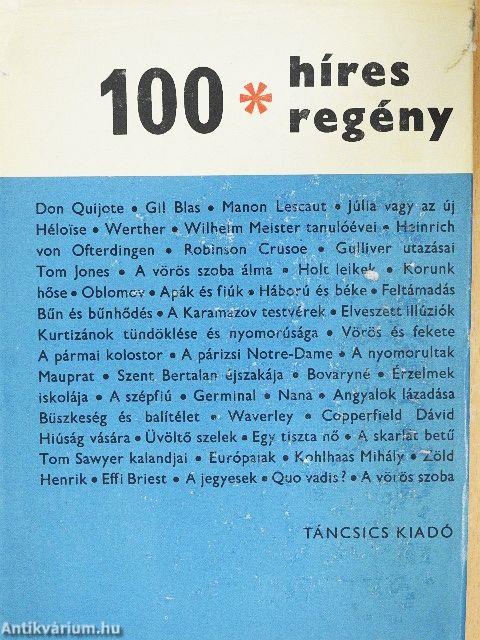 100 * híres
regény
Don Quijote • Gil Blas • Manon Lescaut • Júlia vagy az új
Héloïse • Werther • Wilhelm Meister tanulóévei • Heinrich
von Ofterdingen • Robinson Crusoe • Gulliver utazásai
Tom Jones • A vörös szoba álma • Holt lelkek • Korunk
hőse • Oblomov • Apák és fiúk • Háború és béke • Feltámadás
Bűn és bűnhődés • A Karamazov testvérek • Elveszett illúziók
Kurtizánok tündöklése és nyomorúsága • Vörös és fekete
A pármai kolostor • A párizsi Notre-Dame • A nyomorultak
Mauprat • Szent Bertalan éjszakája • Bovaryné • Érzelmek
iskolája • A szépfiú • Germinal • Nana • Angyalok lázadása
Büszkeség és balítélet • Waverley • Copperfield Dávid
Hiúság vására • Üvöltő szelek • Egy tiszta nő • A skarlát betű
Tom Sawyer kalandjai • Európaiak • Kohlhaas Mihály • Zöld
Henrik • Effi Briest • A jegyesek • Quo vadis? • A vörös szoba
TÁNCSICS KIADÓ
Antikvárium.hu